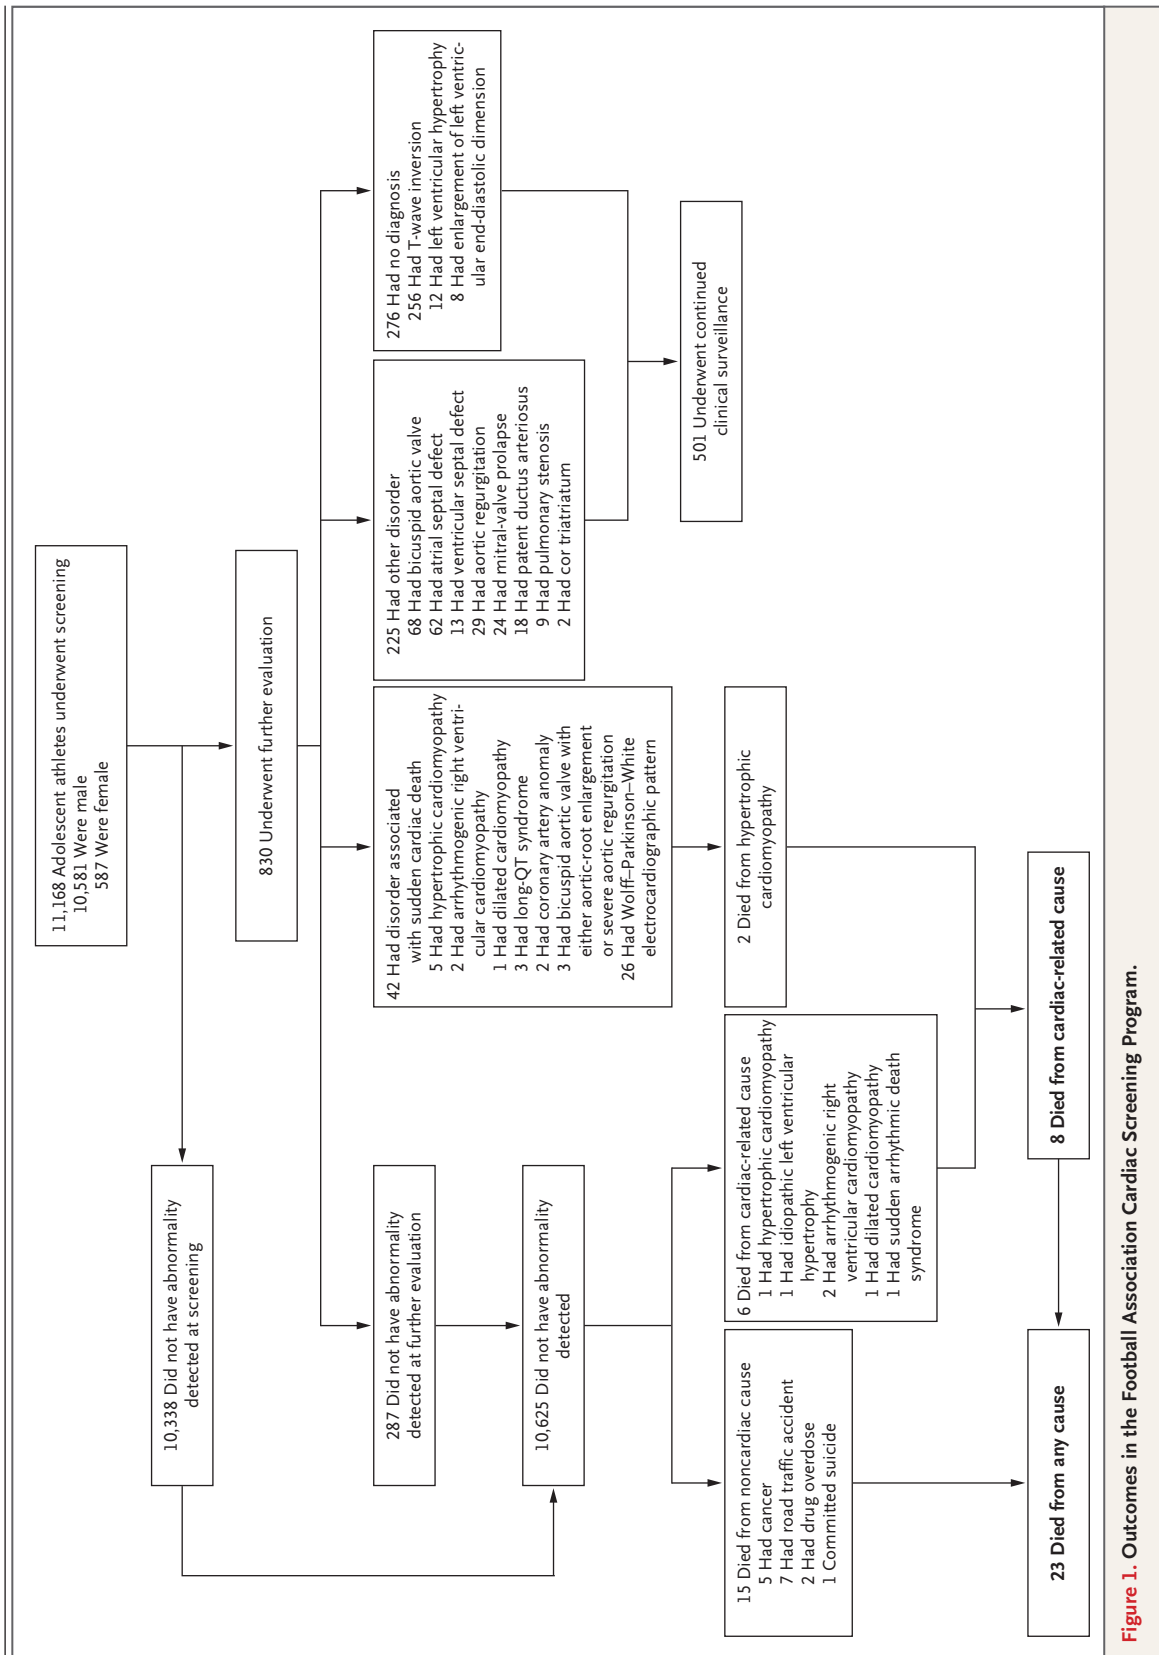 11,168 Adolescent athletes underwent screening
10,581 Were male
587 Were female
10,338 Did not have abnormality
detected at screening
830 Underwent further evaluation
287 Did not have abnormality
detected at further evaluation
42 Had disorder associated
with sudden cardiac death
5 Had hypertrophic cardiomyopathy
2 Had arrhythmogenic right ventri-
cular cardiomyopathy
1 Had dilated cardiomyopathy
3 Had long-QT syndrome
2 Had coronary artery anomaly
3 Had bicuspid aortic valve with
either aortic-root enlargement
or severe aortic regurgitation
26 Had Wolff–Parkinson–White
electrocardiographic pattern
225 Had other disorder
68 Had bicuspid aortic valve
62 Had atrial septal defect
13 Had ventricular septal defect
29 Had aortic regurgitation
24 Had mitral-valve prolapse
18 Had patent ductus arteriosus
9 Had pulmonary stenosis
2 Had cor triatriatum
276 Had no diagnosis
256 Had T-wave inversion
12 Had left ventricular hypertrophy
8 Had enlargement of left ventric-
ular end-diastolic dimension
10,625 Did not have abnormality
detected
501 Underwent continued
clinical surveillance
15 Died from noncardiac cause
5 Had cancer
7 Had road traffic accident
2 Had drug overdose
1 Committed suicide
6 Died from cardiac-related cause
1 Had hypertrophic cardiomyopathy
1 Had idiopathic left ventricular
hypertrophy
2 Had arrhythmogenic right
ventricular cardiomyopathy
1 Had dilated cardiomyopathy
1 Had sudden arrhythmic death
syndrome
2 Died from hypertrophic
cardiomyopathy
23 Died from any cause
8 Died from cardiac-related cause
Figure 1. Outcomes in the Football Association Cardiac Screening Program.